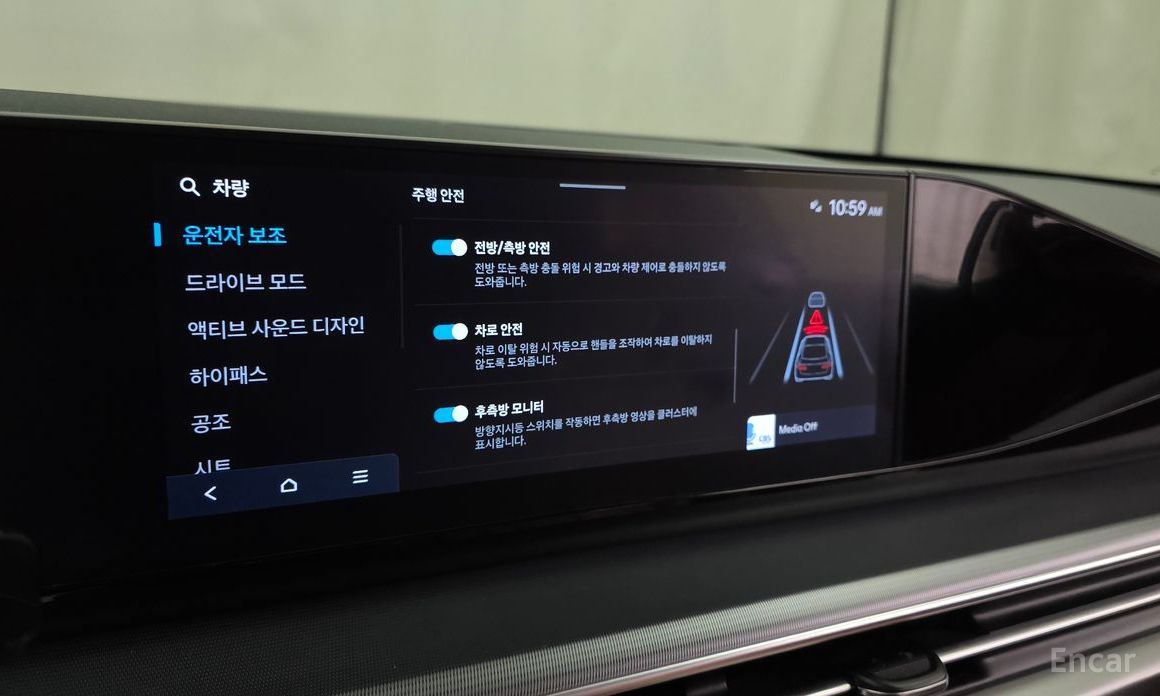 차량
운전자 보조
드라이브 모드
액티브 사운드 디자인
하이패스
공조
시트
주행 안전
전방/측방 안전
전방 또는 측방 충돌 위험 시 경고와 차량 제어로 충돌하지 않도록
도와줍니다.
차로 안전
차로 이탈 위험 시 자동으로 핸들을 조작하여 차로를 이탈하지
않도록 도와줍니다.
후측방 모니터
방향지시등 스위치를 작동하면 후측방 영상을 클러스터에
표시합니다.
10:59 AM
CBS
Media Off
Encar